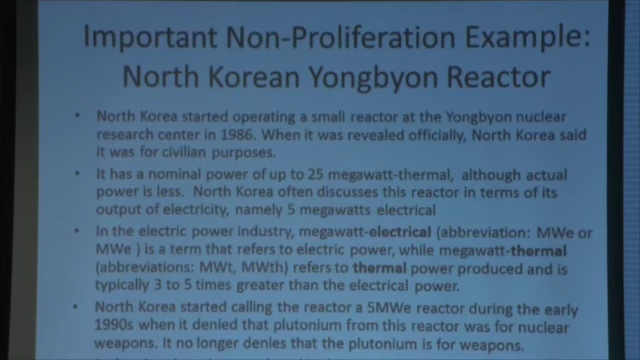 Important Non-Proliferation Example:
North Korean Yongbyon Reactor
• North Korea started operating a small reactor at the Yongbyon nuclear
research center in 1986. When it was revealed officially, North Korea said
it was for civilian purposes.
• It has a nominal power of up to 25 megawatt-thermal, although actual
power is less. North Korea often discusses this reactor in terms of its
output of electricity, namely 5 megawatts electrical
• In the electric power industry, megawatt-electrical (abbreviation: MWe or
MWe ) is a term that refers to electric power, while megawatt-thermal
(abbreviations: MWt, MWth) refers to thermal power produced and is
typically 3 to 5 times greater than the electrical power.
• North Korea started calling the reactor a 5MWe reactor during the early
1990s when it denied that plutonium from this reactor was for nuclear
weapons. It no longer denies that the plutonium is for weapons.